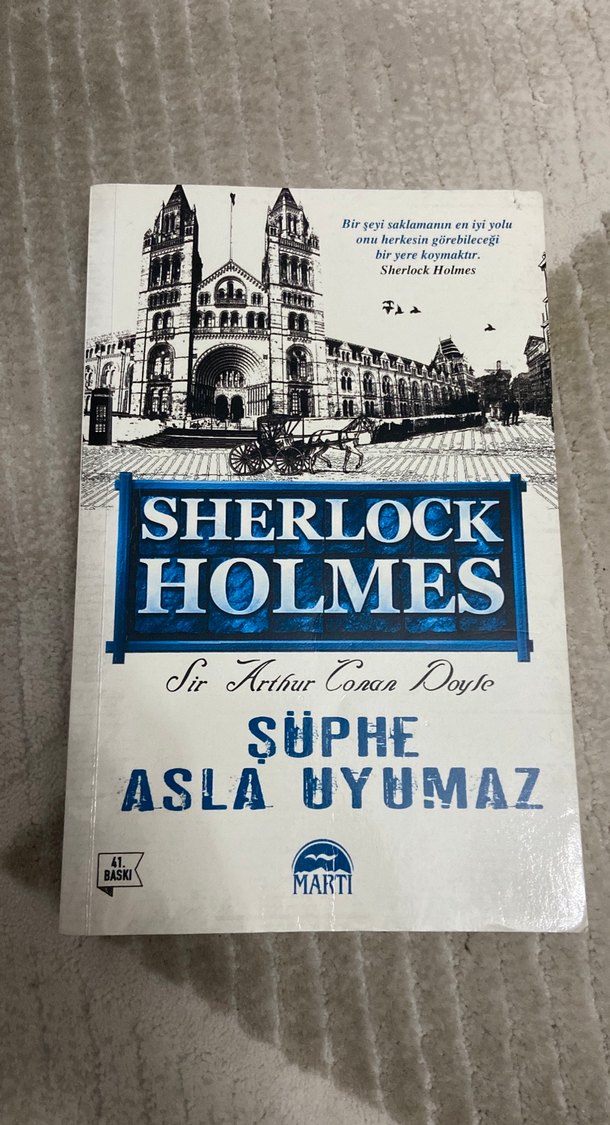 Bir şeyi saklamanın en iyi yolu
onu herkesin görebileceği
bir yere koymaktır.
Sherlock Holmes
SHERLOCK
HOLMES
Sir Arthur Conan Doyle
ŞÜPHE
ASLA UYUMAZ
41.
BASKI
MARTI